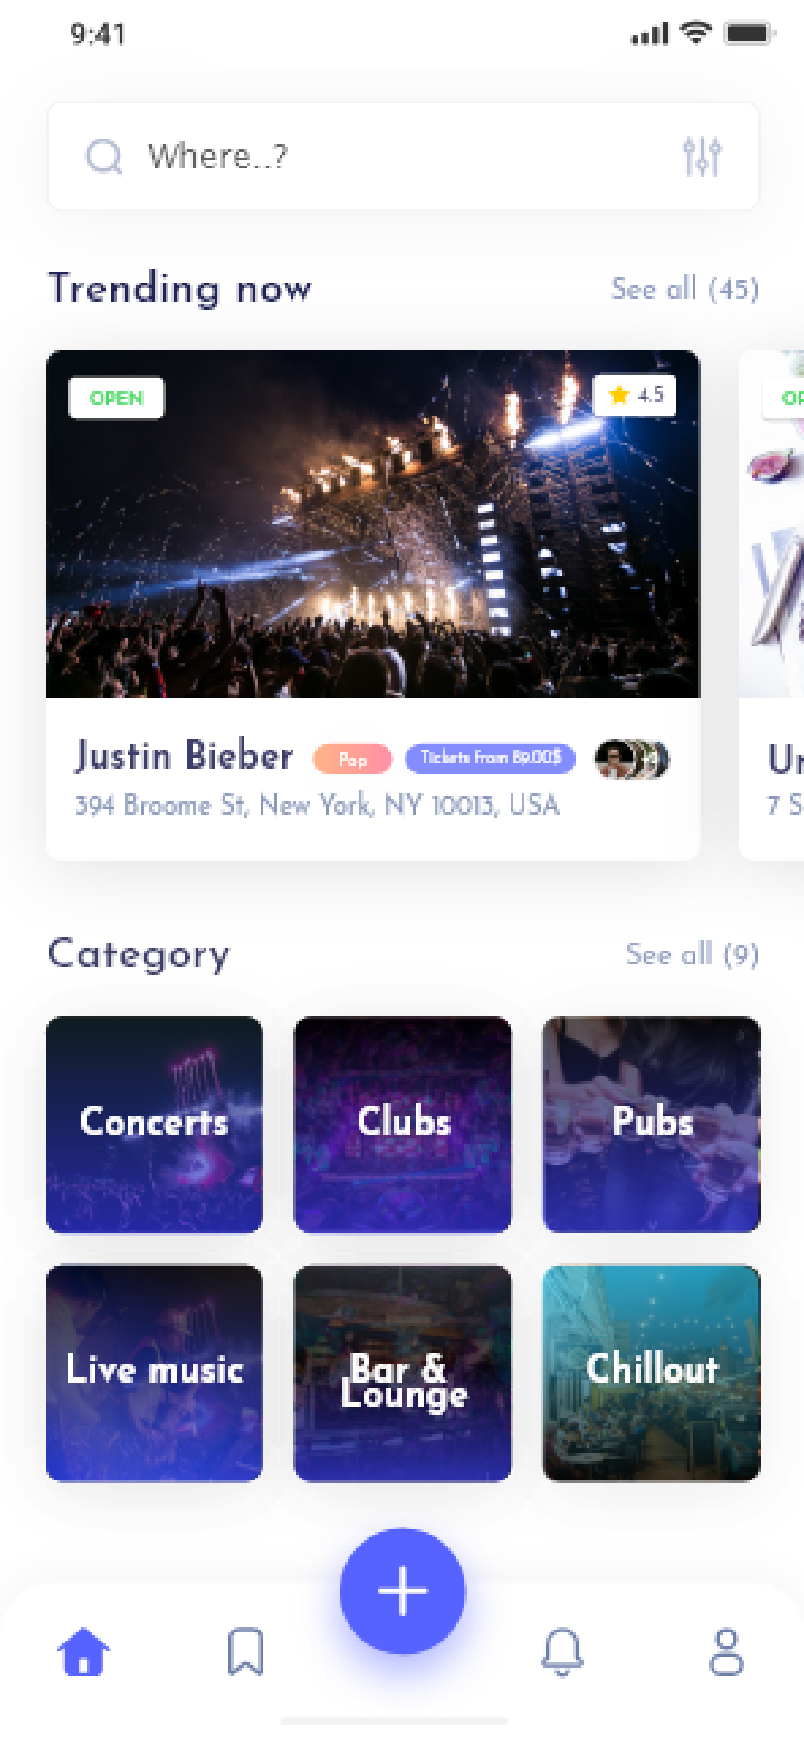 9:41
Where..?
Trending now
See all (45)
OPEN
4.5
OP
Justin Bieber
Pop
Tickets from 89.00$
Ur
394 Broome St, New York, NY 10013, USA
7 S
Category
See all (9)
Concerts
Clubs
Pubs
Live music
Bar &
Lounge
Chillout